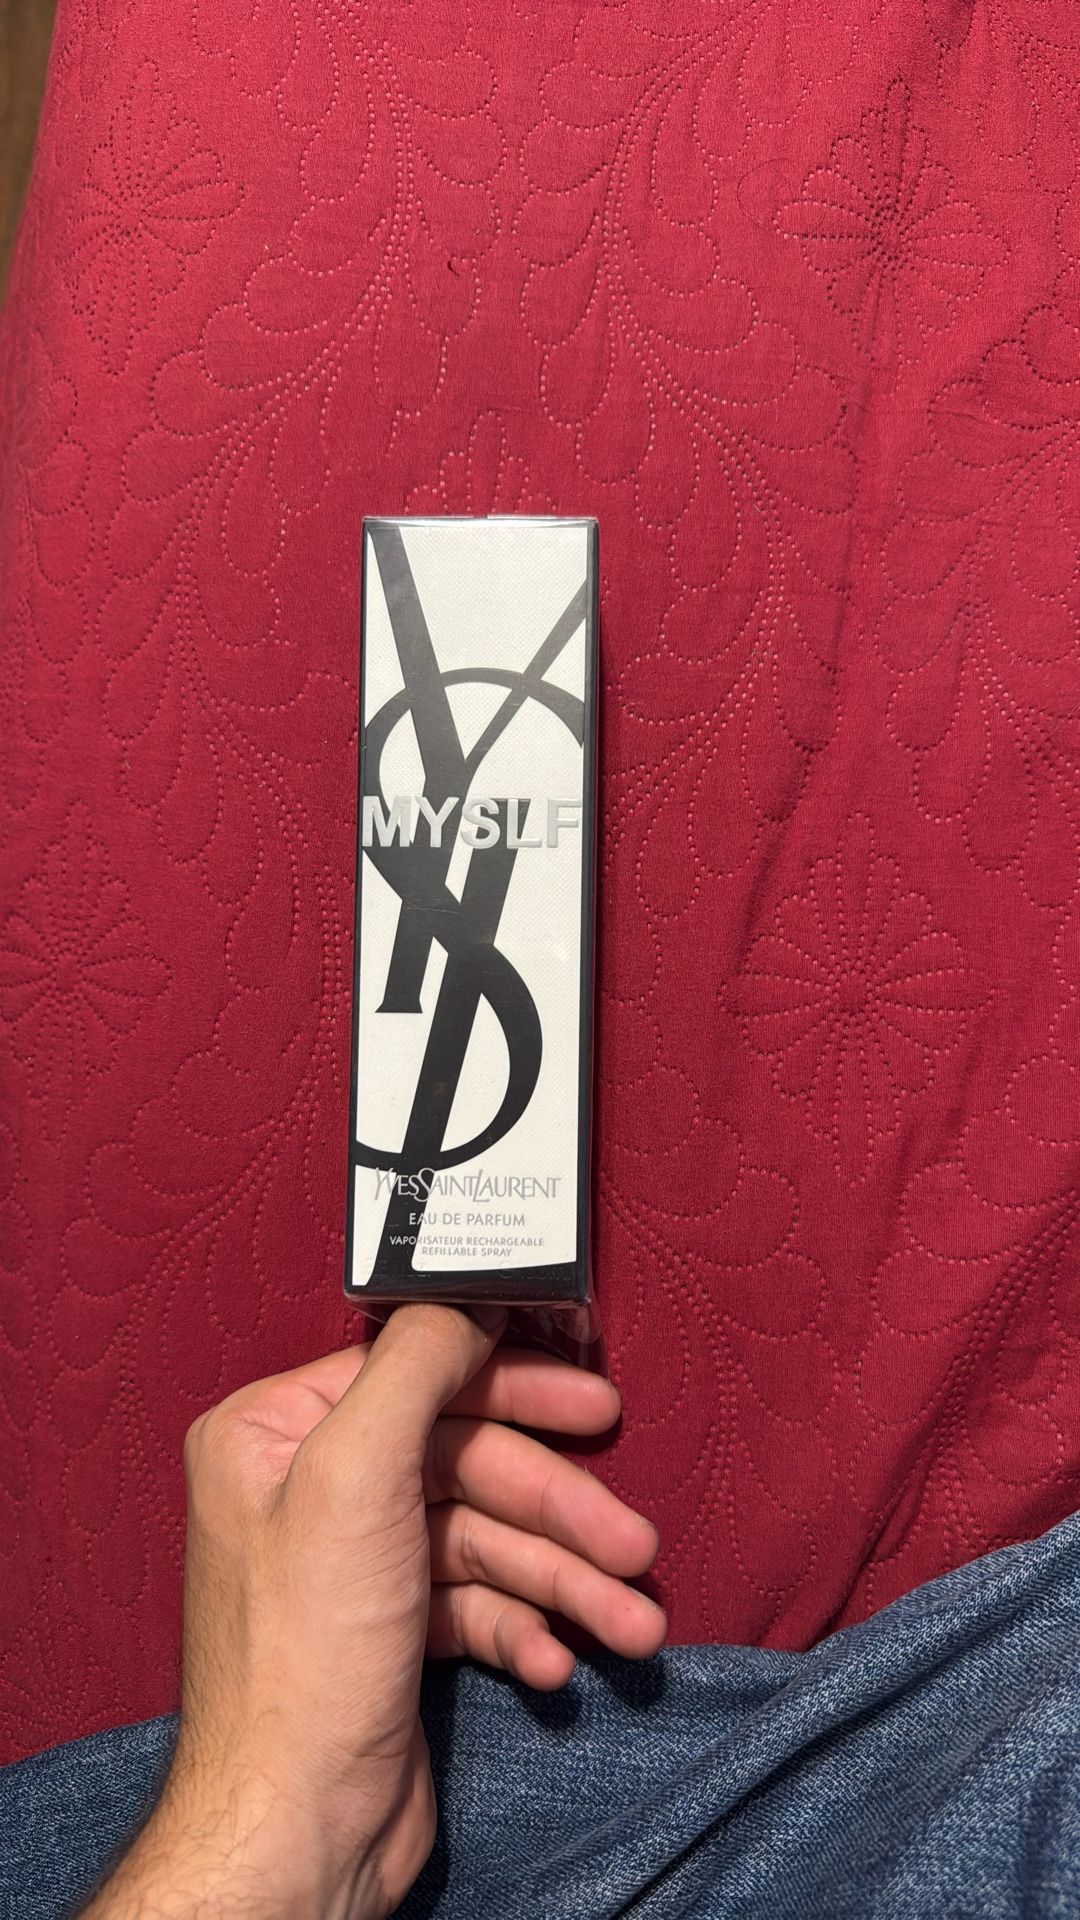 MYSLF
YVESSAINTLAURENT
EAU DE PARFUM
VAPORISATEUR RECHARGEABLE
REFILLABLE SPRAY